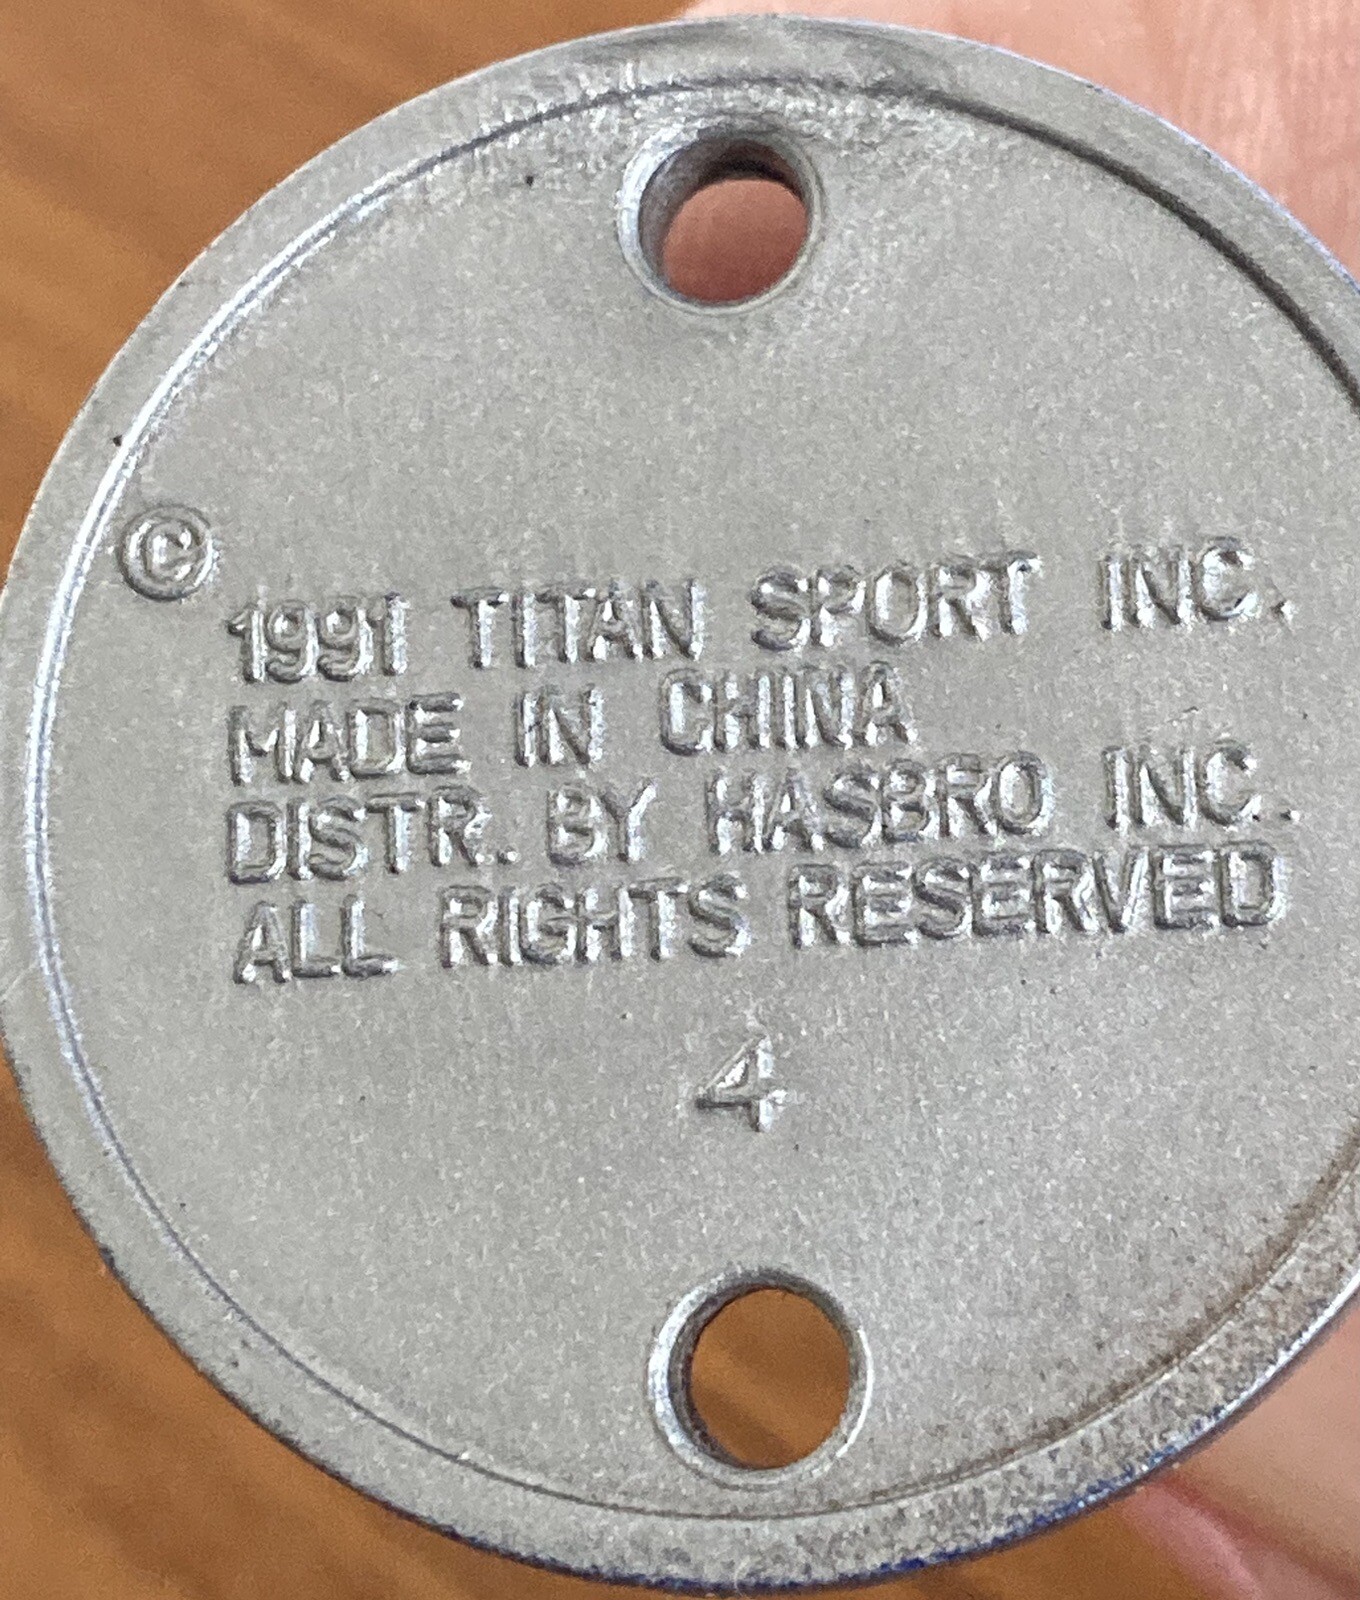 © 1991 TITAN SPORT INC.
MADE IN CHINA
DISTR. BY HASBRO INC.
ALL RIGHTS RESERVED
4